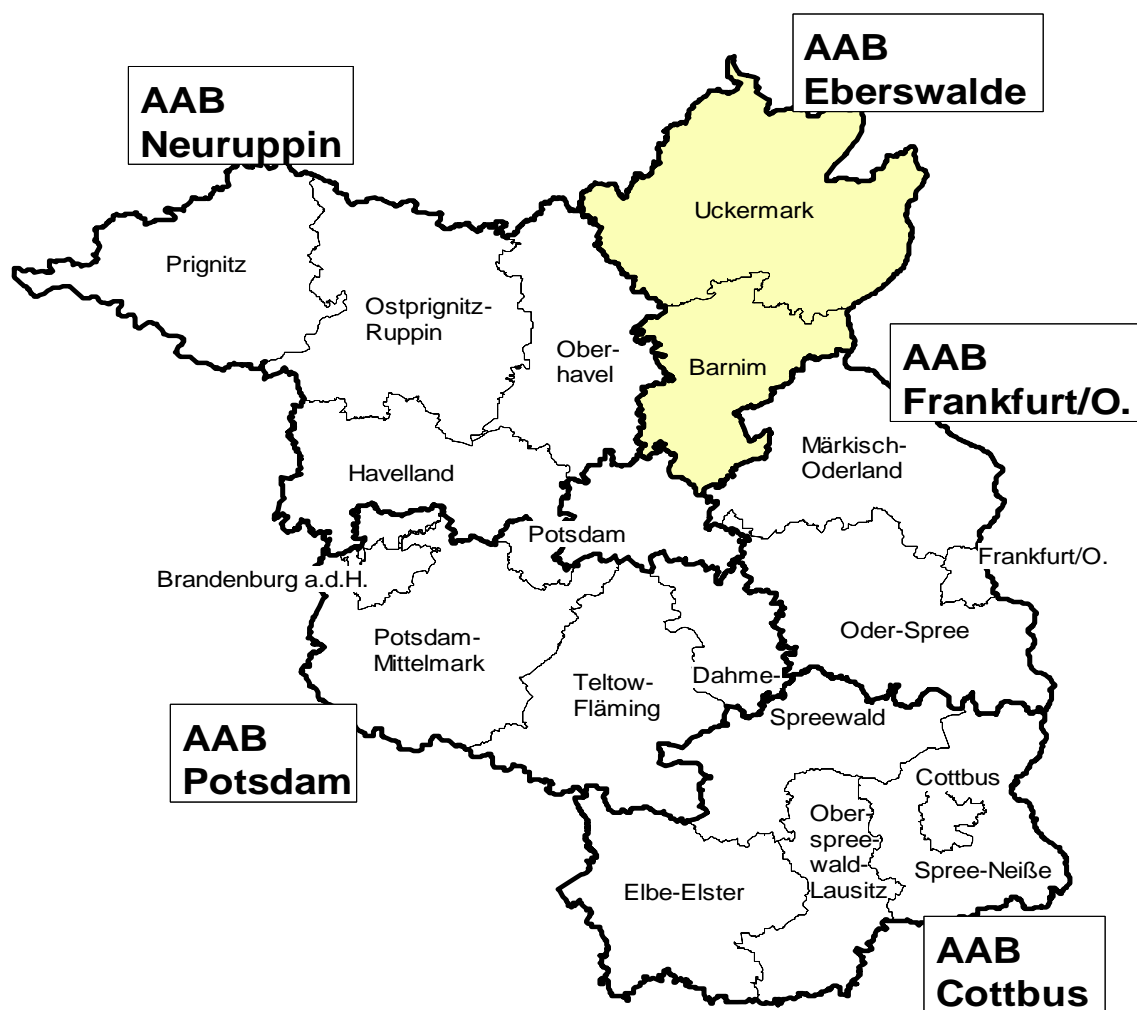 AAB
Eberswalde
AAB
Neuruppin
Uckermark
Prignitz
Ostprignitz-
Ruppin
Ober-
havel
Barnim
AAB
Frankfurt/O.
Märkisch-
Oderland
Havelland
Potsdam
Frankfurt/O.
Brandenburg a.d.H.
Potsdam-
Mittelmark
Oder-Spree
Teltow-
Fläming
Dahme-
Spreewald
AAB
Potsdam
Cottbus
Ober-
spree-
wald-
Lausitz
Spree-Neiße
Elbe-Elster
AAB
Cottbus